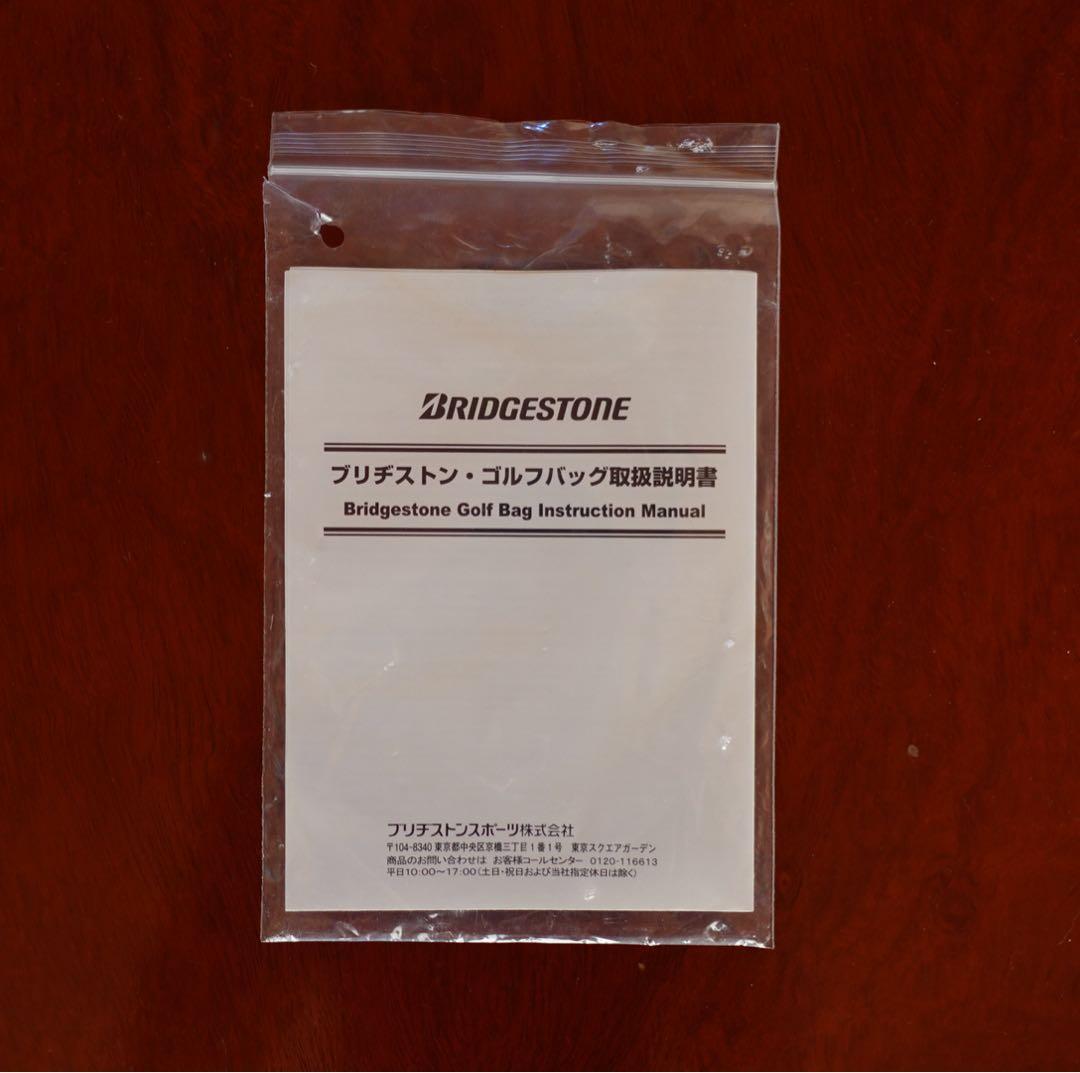 BRIDGESTONE
ブリヂストン・ゴルフバッグ取扱説明書
Bridgestone Golf Bag Instruction Manual
ブリヂストンスポーツ株式会社
〒104-8340 東京都中央区京橋三丁目1番1号 東京スクエアガーデン
商品のお問い合わせは お客様コールセンター 0120-116613
平日10:00〜17:00(土日・祝日および当社指定休日は除く)